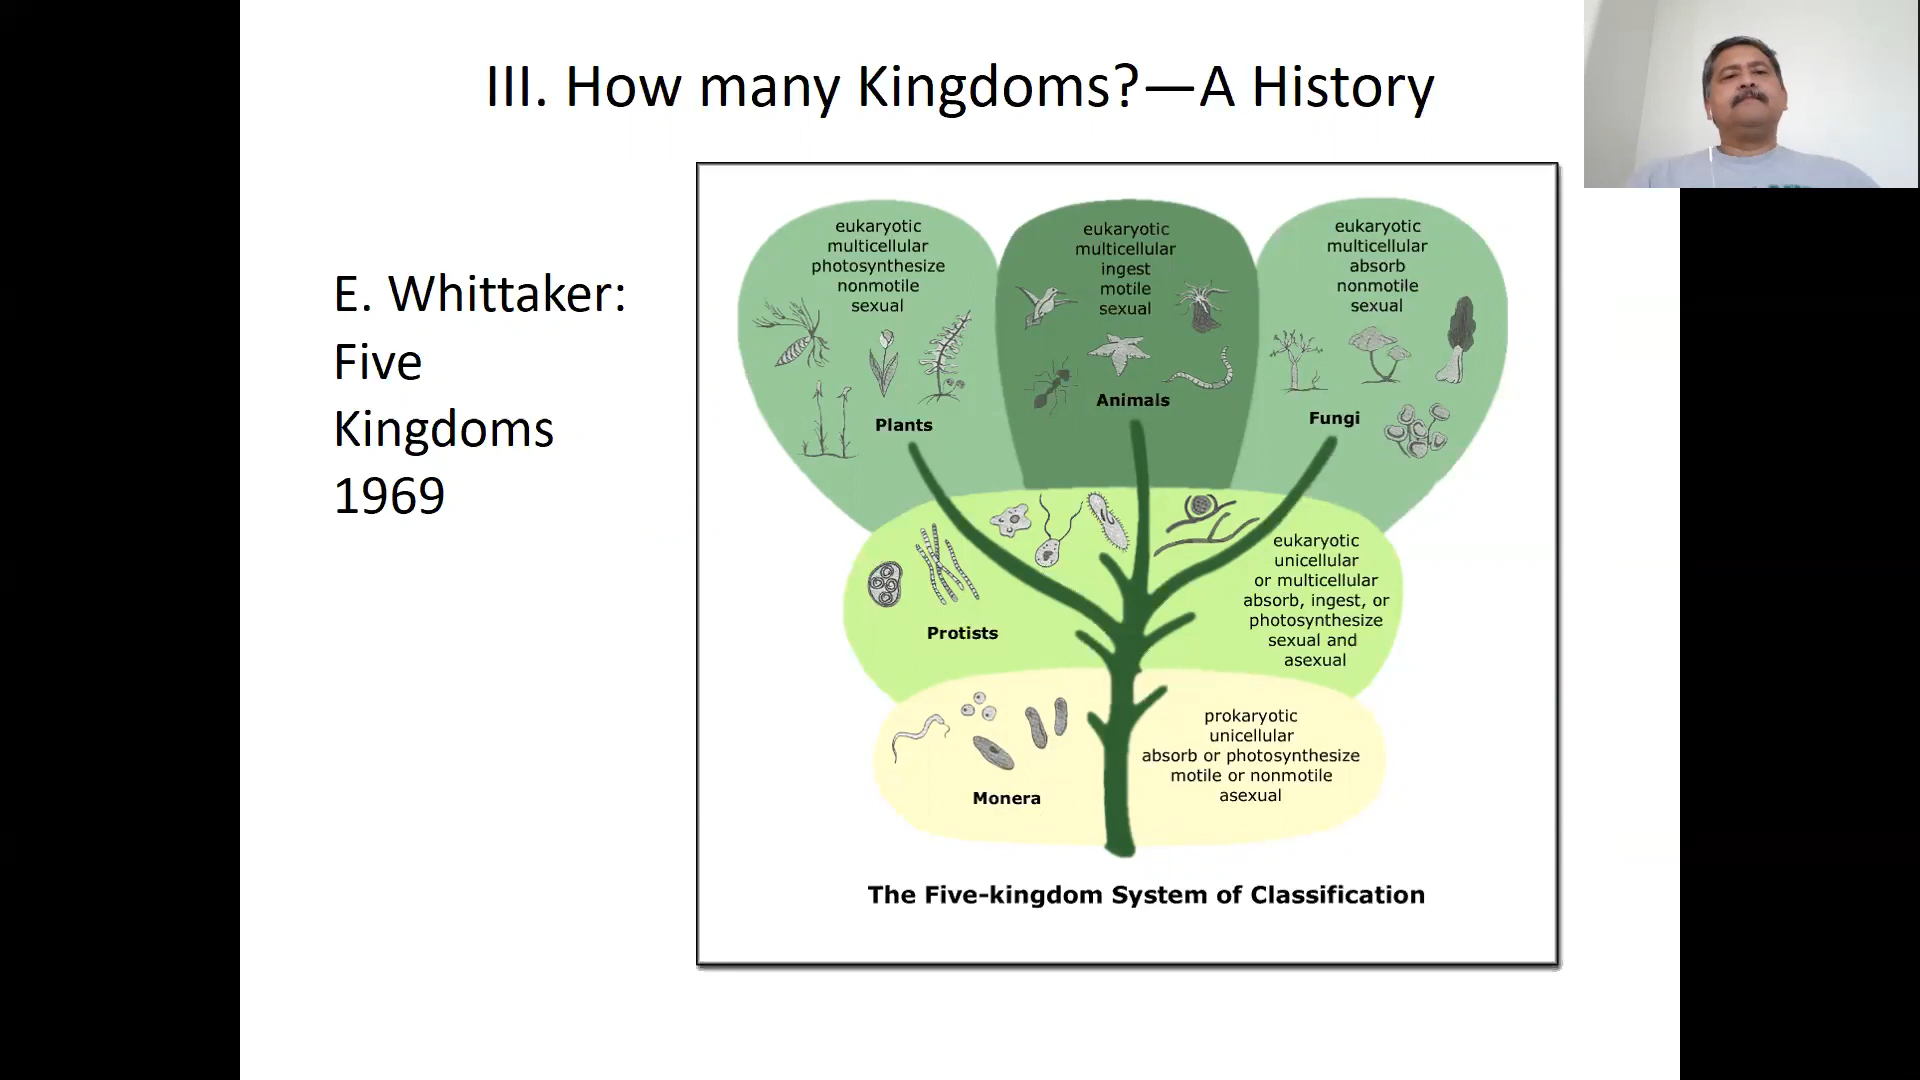 III. How many Kingdoms?—A History
E. Whittaker:
Five
Kingdoms
1969
eukaryotic
multicellular
photosynthesize
nonmotile
sexual
Plants
eukaryotic
multicellular
ingest
motile
sexual
Animals
eukaryotic
multicellular
absorb
nonmotile
sexual
Fungi
Protists
eukaryotic
unicellular
or multicellular
absorb, ingest, or
photosynthesize
sexual and
asexual
Monera
prokaryotic
unicellular
absorb or photosynthesize
motile or nonmotile
asexual
The Five-kingdom System of Classification